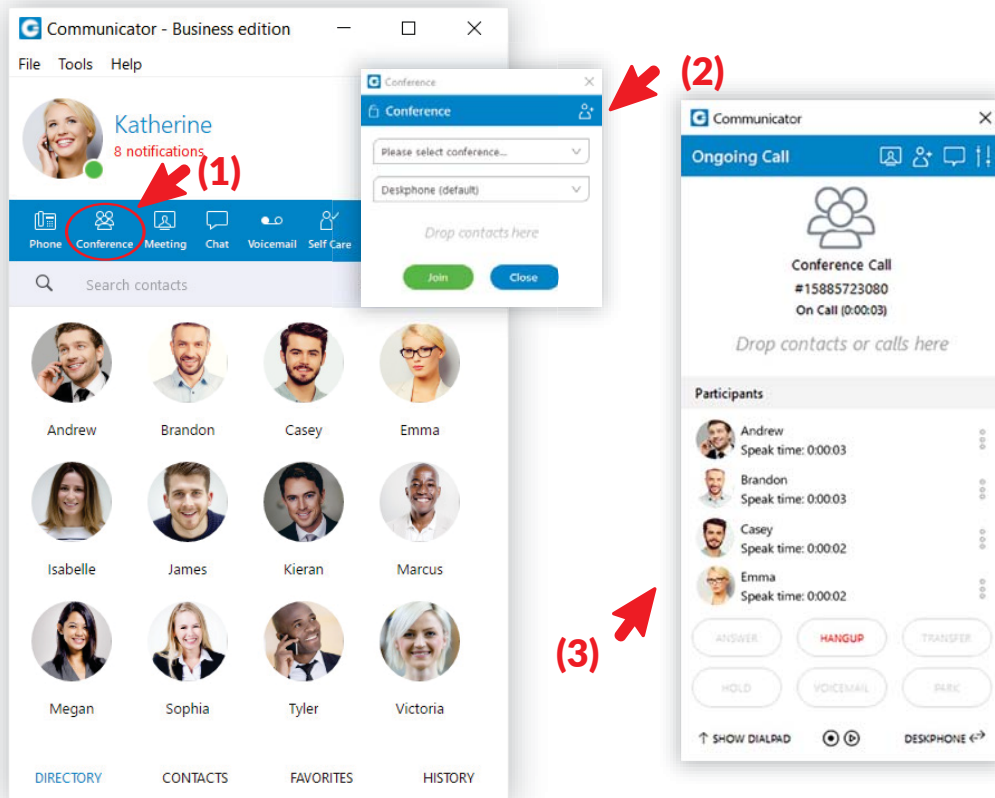 Communicator - Business edition
File Tools Help
Katherine
8 notifications
(1)
Phone Conference Meeting Chat Voicemail Self Care
Search contacts
Andrew Brandon Casey Emma
Isabelle James Kieran Marcus
Megan Sophia Tyler Victoria
DIRECTORY CONTACTS FAVORITES HISTORY
Conference
Conference
Please select conference...
Deskphone (default)
Drop contacts here
Join Close
(2)
Communicator
Ongoing Call
Conference Call
#15885723080
On Call (0:00:03)
Drop contacts or calls here
Participants
Andrew
Speak time: 0:00:03
Brandon
Speak time: 0:00:03
Casey
Speak time: 0:00:02
Emma
Speak time: 0:00:02
(3)
ANSWER HANGUP TRANSFER
HOLD VOICEMAIL PARK
SHOW DIALPAD DESKPHONE